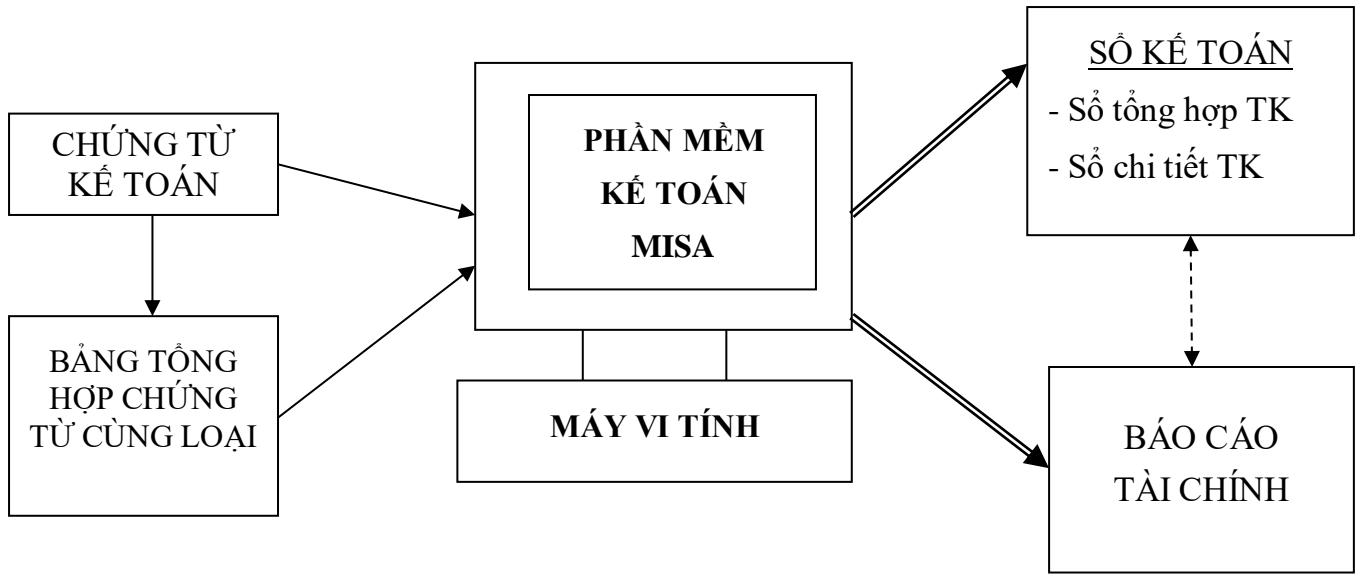 CHỨNG TỪ
KẾ TOÁN
BẢNG TỔNG
HỢP CHỨNG
TỪ CÙNG LOẠI
PHẦN MỀM
KẾ TOÁN
MISA
MÁY VI TÍNH
SỔ KẾ TOÁN
- Sổ tổng hợp TK
- Sổ chi tiết TK
BÁO CÁO
TÀI CHÍNH